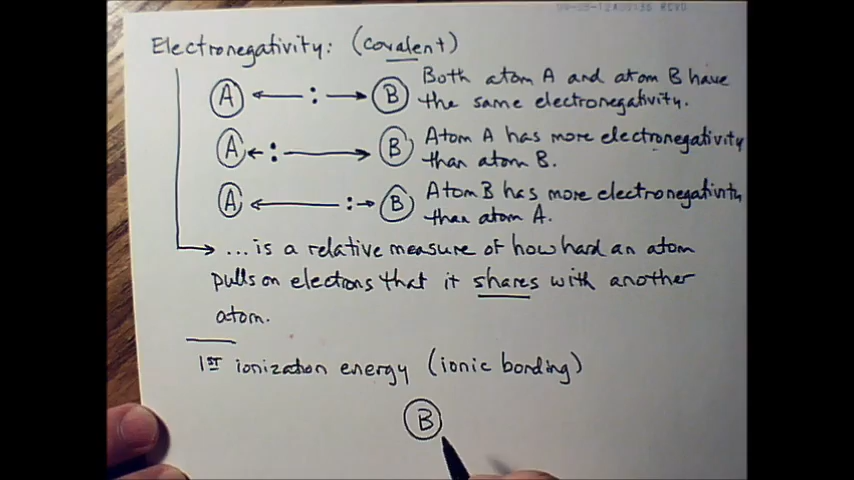 Electronegativity: (covalent)
A ← : → B Both atom A and atom B have
the same electronegativity.
A ← : → B Atom A has more electronegativity
than atom B.
A ← : → B Atom B has more electronegativity
than atom A.
→ ... is a relative measure of how hard an atom
pulls on electrons that it shares with another
atom.
1ST ionization energy (ionic bonding)
B